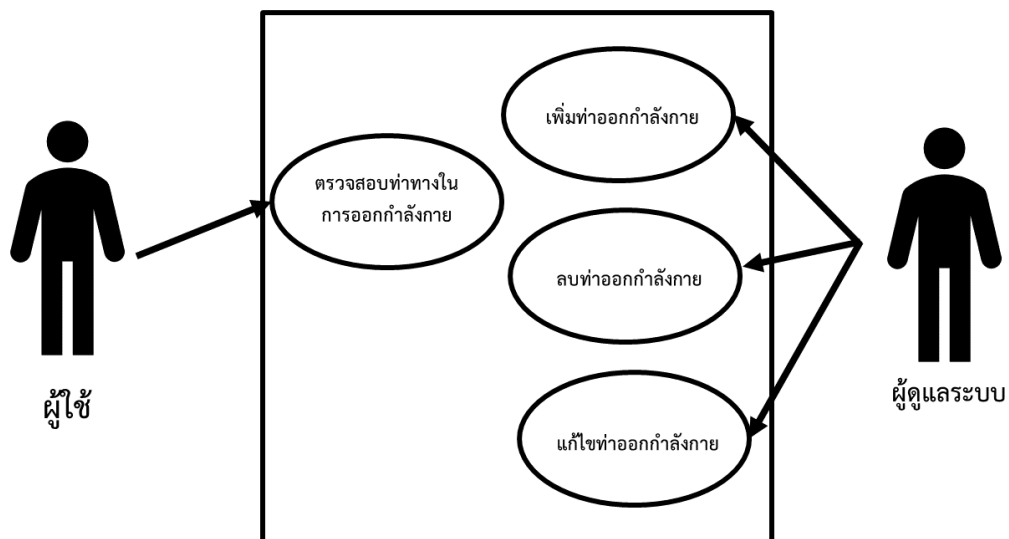 เพิ่มท่าออกกำลังกาย
ตรวจสอบท่าทางใน
การออกกำลังกาย
ลบท่าออกกำลังกาย
ผู้ใช้
ผู้ดูแลระบบ
แก้ไขท่าออกกำลังกาย